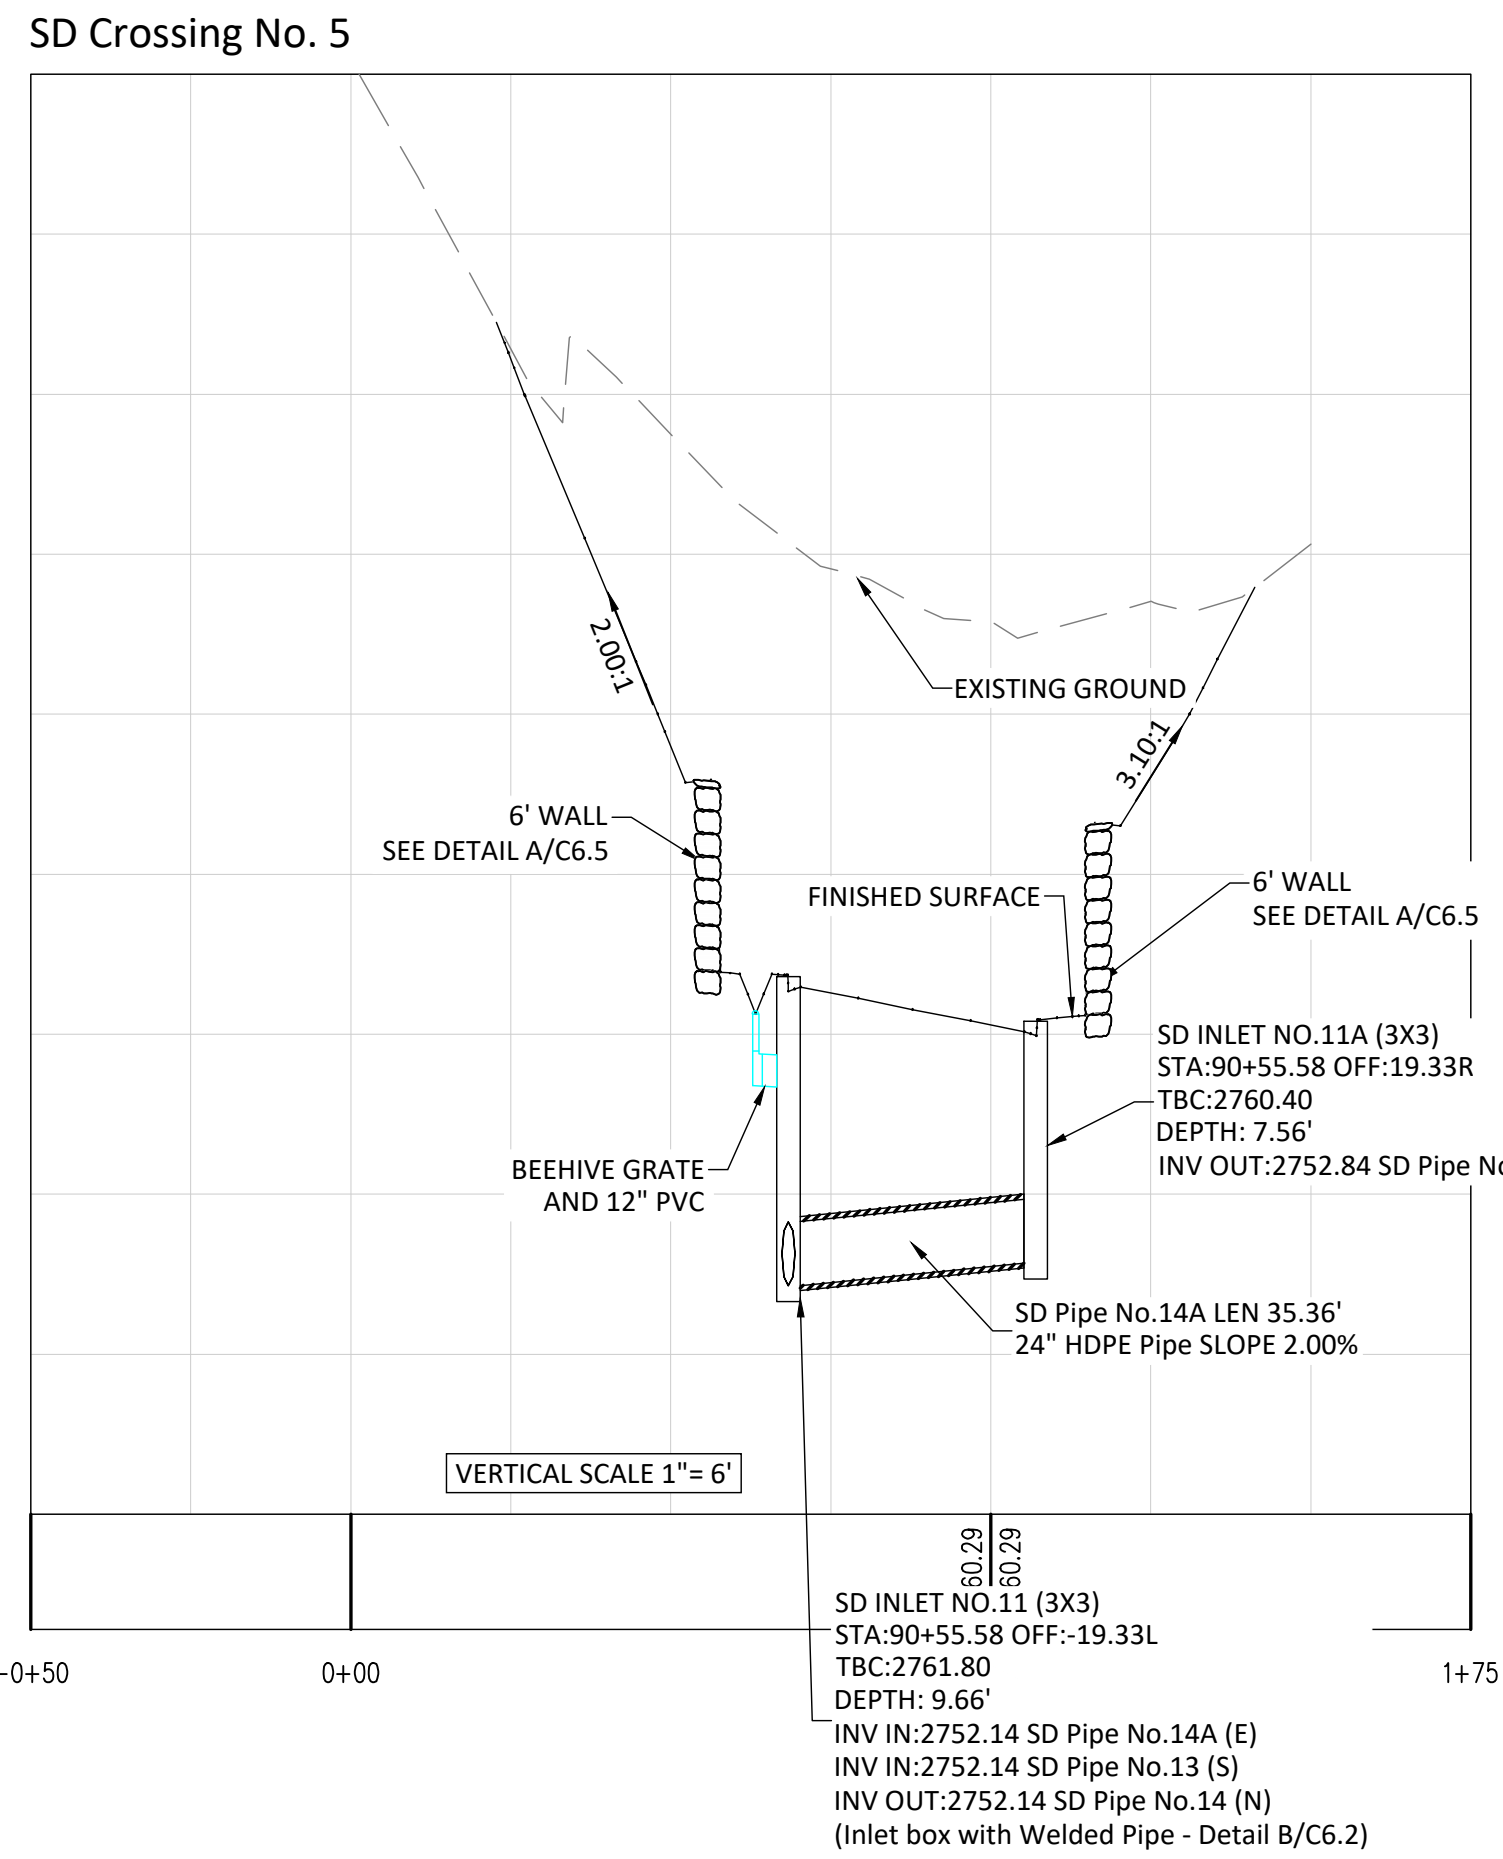 SD Crossing No. 5
2.00:1
EXISTING GROUND
3.10:1
6' WALL
SEE DETAIL A/C6.5
FINISHED SURFACE
6' WALL
SEE DETAIL A/C6.5
SD INLET NO.11A (3X3)
STA:90+55.58 OFF:19.33R
TBC:2760.40
DEPTH: 7.56'
INV OUT:2752.84 SD Pipe
BEEHIVE GRATE
AND 12" PVC
SD Pipe No.14A LEN 35.36'
24" HDPE Pipe SLOPE 2.00%
VERTICAL SCALE 1"= 6'
60.29
60.29
SD INLET NO.11 (3X3)
STA:90+55.58 OFF:-19.33L
TBC:2761.80
DEPTH: 9.66'
INV IN:2752.14 SD Pipe No.14A (E)
INV IN:2752.14 SD Pipe No.13 (S)
INV OUT:2752.14 SD Pipe No.14 (N)
(Inlet box with Welded Pipe - Detail B/C6.2)
-0+50
0+00
1+75